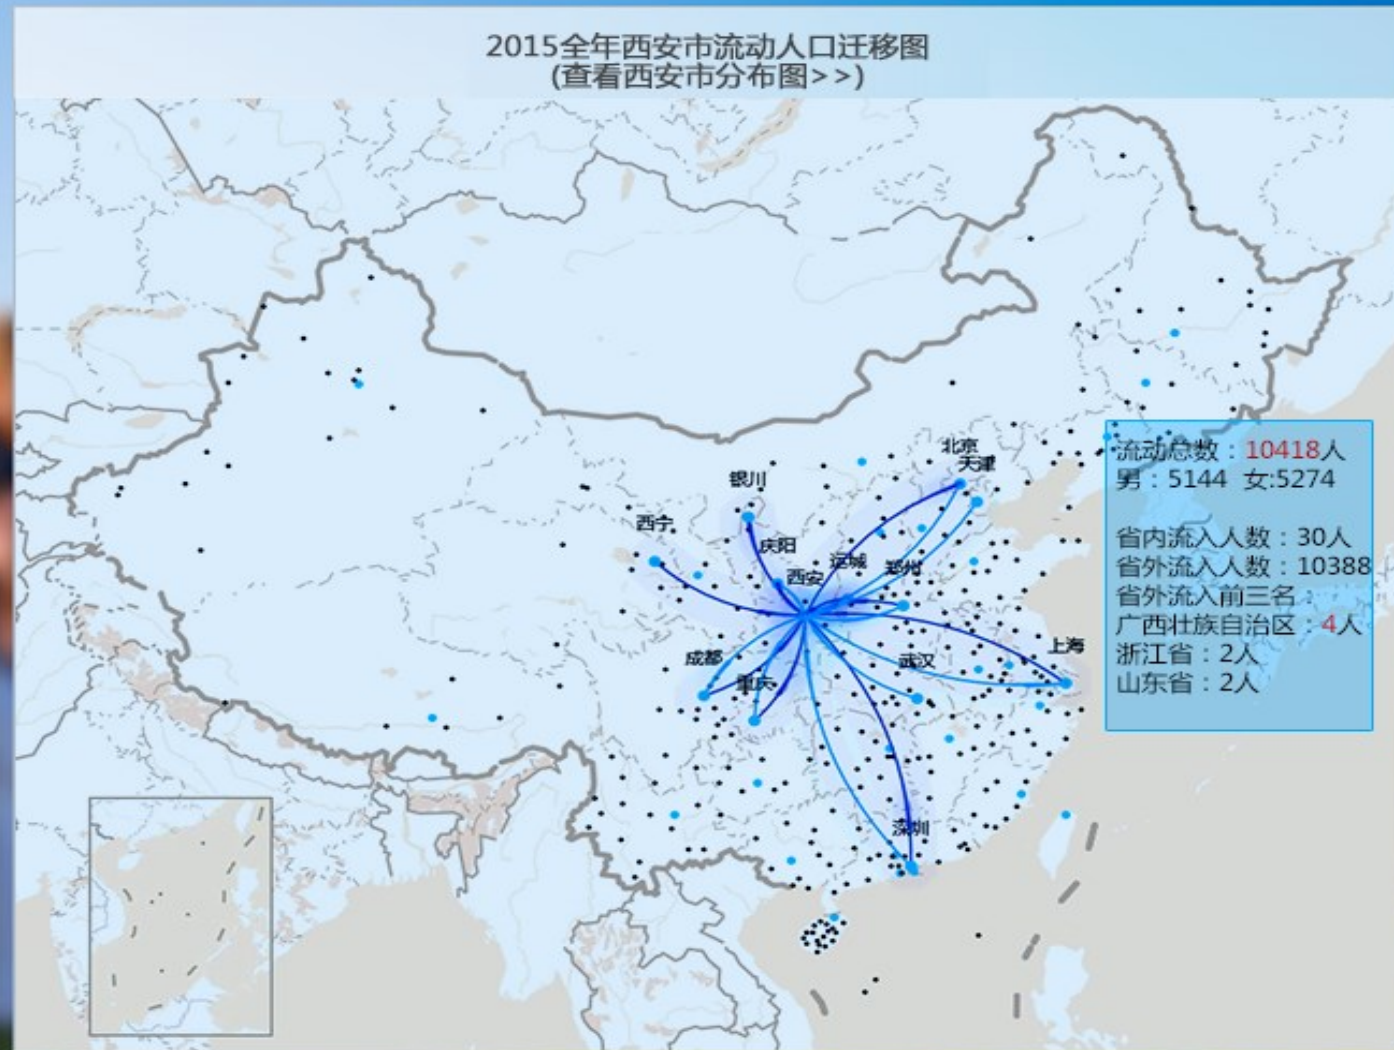 2015全年西安市流动人口迁移图
(查看西安市分布图>>)
北京
天津
银川
西宁
庆阳
运城
郑州
西安
上海
成都
武汉
重庆
深圳
流动总数：10418人
男：5144 女:5274
省内流入人数：30人
省外流入人数：10388
省外流入前三名：
广西壮族自治区：4人
浙江省：2人
山东省：2人